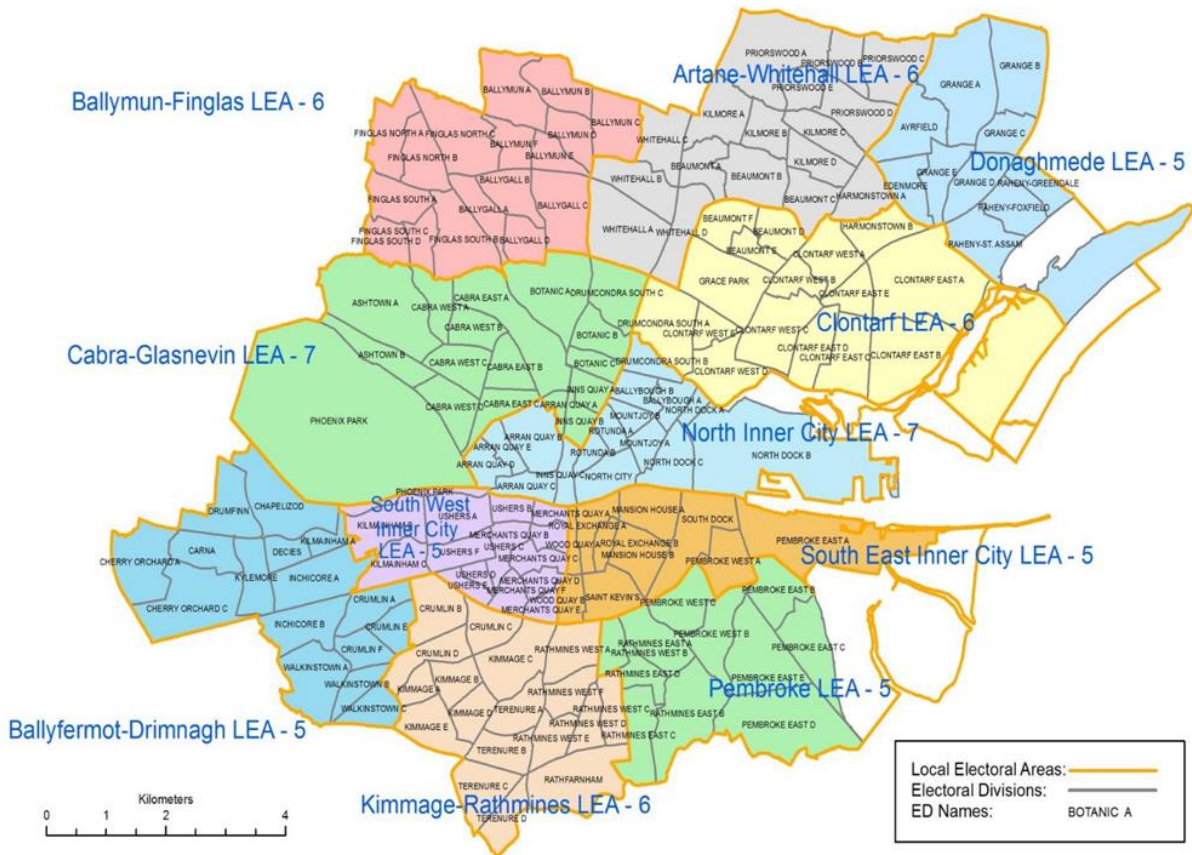 PRIORSWOOD A
PRIORSWOOD B
PRIORSWOOD C
Artane-Whitehall LEA - 6
PRIORSWOOD E
PRIORSWOOD D
GRANGE B
GRANGE A
AYRFIELD
GRANGE C
Donaghmede LEA - 5
GRANGE E
EDENMORE
GRANGE D
RAHENY-GREENDALE
RAHENY-FOXFIELD
RAHENY-ST. ASSAM
KILMORE A
KILMORE B
KILMORE C
KILMORE D
WHITEHALL C
WHITEHALL B
BEAUMONT A
BEAUMONT B
BEAUMONT C
HARMONSTOWN A
WHITEHALL A
WHITEHALL D
Ballymun-Finglas LEA - 6
BALLYMUN A
BALLYMUN B
BALLYMUN C
BALLYMUN D
BALLYMUN F
BALLYMUN E
FINGLAS NORTH A
FINGLAS NORTH C
FINGLAS NORTH B
BALLYGALL B
FINGLAS SOUTH A
BALLYGALL A
BALLYGALL C
FINGLAS SOUTH C
FINGLAS SOUTH D
FINGLAS SOUTH B
BALLYGALL D
BEAUMONT F
BEAUMONT D
BEAUMONT E
HARMONSTOWN B
CLONTARF WEST A
GRACE PARK
CLONTARF WEST B
CLONTARF EAST A
CLONTARF EAST E
DRUMCONDRA SOUTH A
CLONTARF WEST E
CLONTARF WEST C
Clontarf LEA - 6
CLONTARF EAST D
CLONTARF EAST C
CLONTARF EAST B
CLONTARF WEST D
Cabra-Glasnevin LEA - 7
ASHTOWN A
CABRA EAST A
CABRA WEST A
BOTANIC A
DRUMCONDRA SOUTH C
CABRA WEST B
BOTANIC B
ASHTOWN B
CABRA WEST C
CABRA EAST B
BOTANIC C
CABRA WEST D
CABRA EAST C
ARRAN QUAY A
INNS QUAY A
INNS QUAY B
PHOENIX PARK
DRUMCONDRA SOUTH B
BALLYBOUGH B
BALLYBOUGH A
MOUNTJOY B
NORTH DOCK A
ROTUNDA A
North Inner City LEA - 7
MOUNTJOY A
ARRAN QUAY B
ARRAN QUAY E
ROTUNDA B
ARRAN QUAY D
NORTH DOCK C
NORTH DOCK B
INNS QUAY C
NORTH CITY
ARRAN QUAY C
PHOENIX PARK
South West
Inner City
LEA - 5
USHERS A
USHERS B
KILMAINHAM B
MERCHANTS QUAY A
MERCHANTS QUAY B
USHERS F
USHERS C
WOOD QUAY A
MERCHANTS QUAY C
KILMAINHAM C
USHERS D
USHERS E
MERCHANTS QUAY D
MERCHANTS QUAY F
WOOD QUAY B
MERCHANTS QUAY E
MANSION HOUSE A
ROYAL EXCHANGE A
SOUTH DOCK
ROYAL EXCHANGE B
MANSION HOUSE B
PEMBROKE EAST A
South East Inner City LEA - 5
PEMBROKE WEST A
SAINT KEVIN'S
DRUMFINN
CHAPELIZOD
CARNA
DECIES
KILMAINHAM A
CHERRY ORCHARD A
KYLEMORE
INCHICORE A
CHERRY ORCHARD C
INCHICORE B
CRUMLIN A
CRUMLIN E
CRUMLIN F
WALKINSTOWN A
WALKINSTOWN B
WALKINSTOWN C
Ballyfermot-Drimnagh LEA - 5
CRUMLIN B
CRUMLIN C
CRUMLIN D
KIMMAGE C
RATHMINES WEST A
KIMMAGE B
KIMMAGE A
RATHMINES WEST F
KIMMAGE D
TERENURE A
RATHMINES WEST C
KIMMAGE E
RATHMINES WEST D
RATHMINES WEST E
TERENURE B
TERENURE C
RATHFARNHAM
Kimmage-Rathmines LEA - 6
TERENURE D
PEMBROKE EAST B
PEMBROKE WEST C
PEMBROKE WEST B
RATHMINES EAST A
RATHMINES WEST B
PEMBROKE EAST C
RATHMINES EAST D
PEMBROKE EAST E
Pembroke LEA - 5
RATHMINES EAST B
PEMBROKE EAST D
RATHMINES EAST C
Kilometers
0 1 2 4
Local Electoral Areas:
Electoral Divisions:
ED Names: BOTANIC A